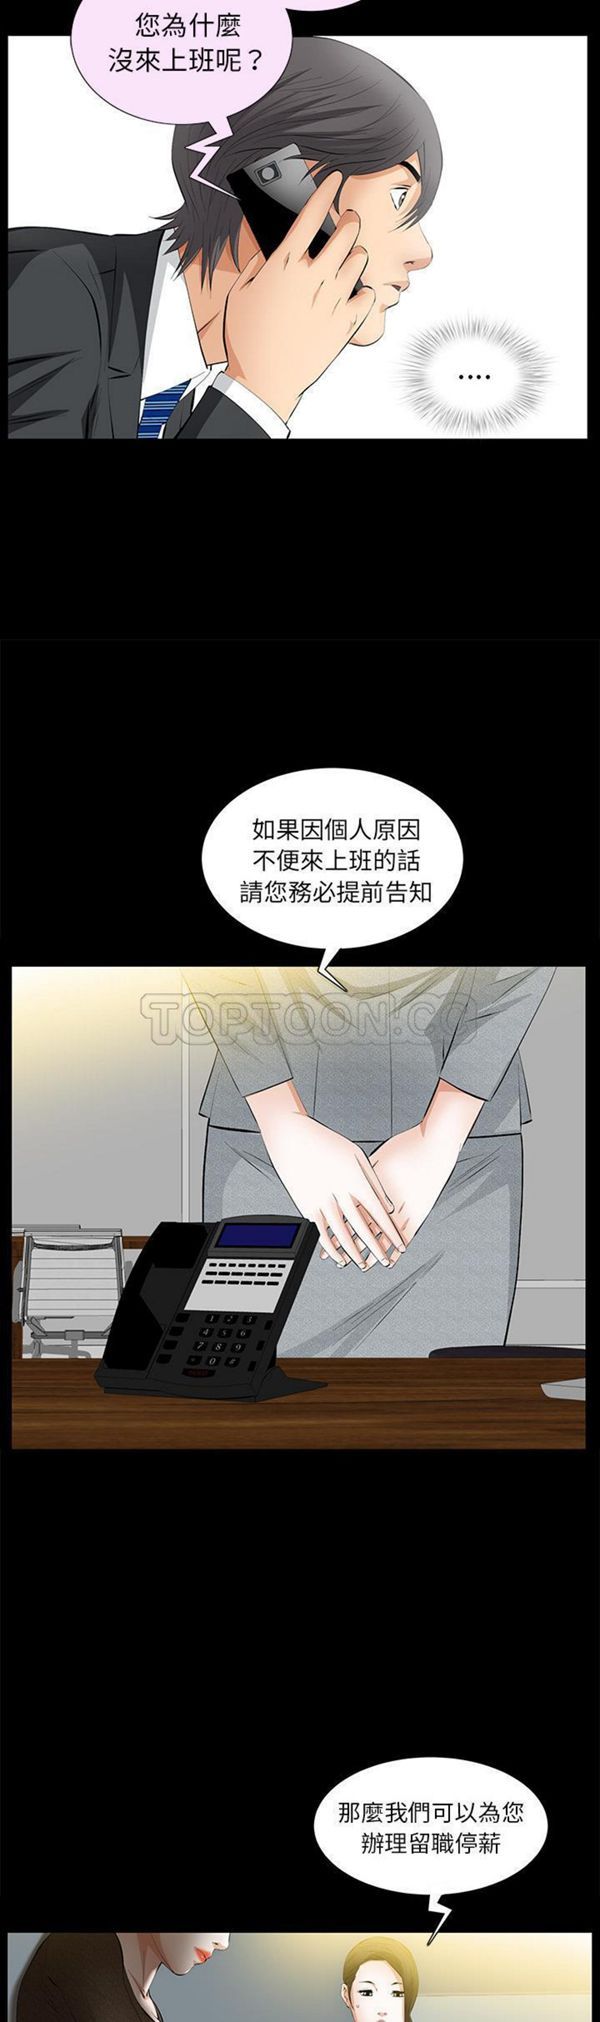 您為什麼
沒來上班呢？
....
如果因個人原因
不便來上班的話
請您務必提前告知
TOPTOON.CO
那麼我們可以為您
辦理留職停薪